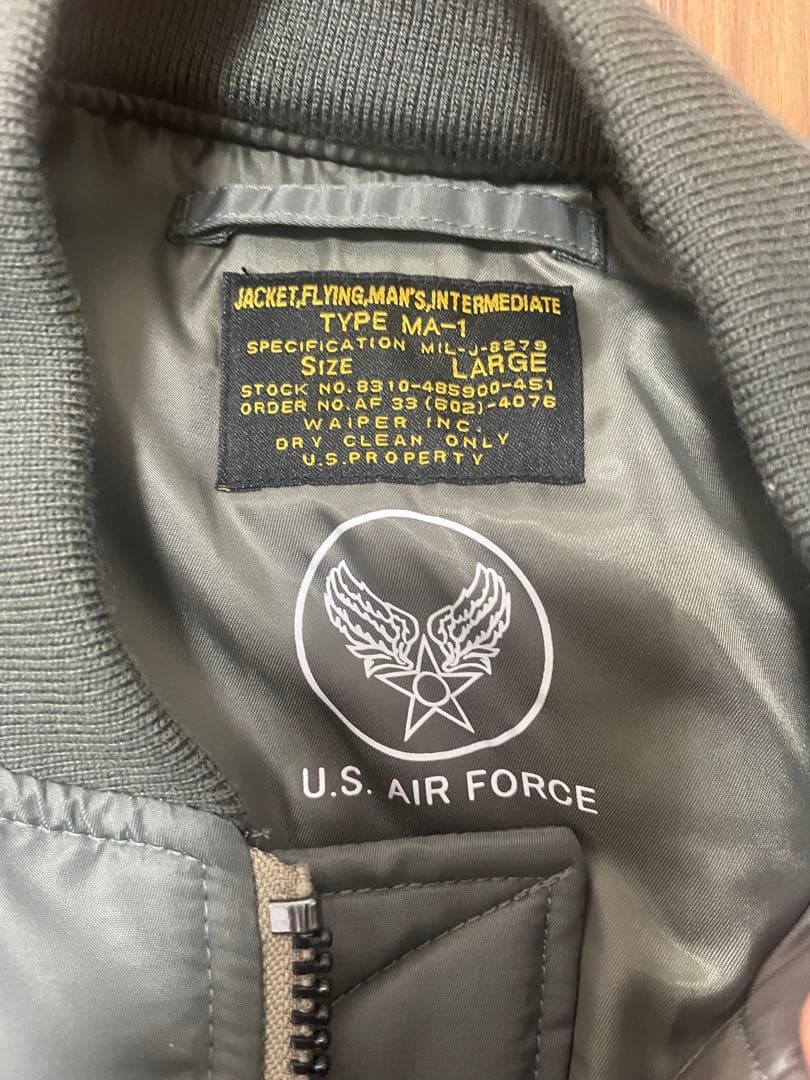 JACKET,FLYING,MAN'S,INTERMEDIATE
TYPE MA-1
SPECIFICATION MIL-J-8279
SIZE LARGE
STOCK NO.8310-485900-451
ORDER NO.AF 33 (602)-4076
WAIPER INC.
DRY CLEAN ONLY
U.S.PROPERTY
U.S. AIR FORCE